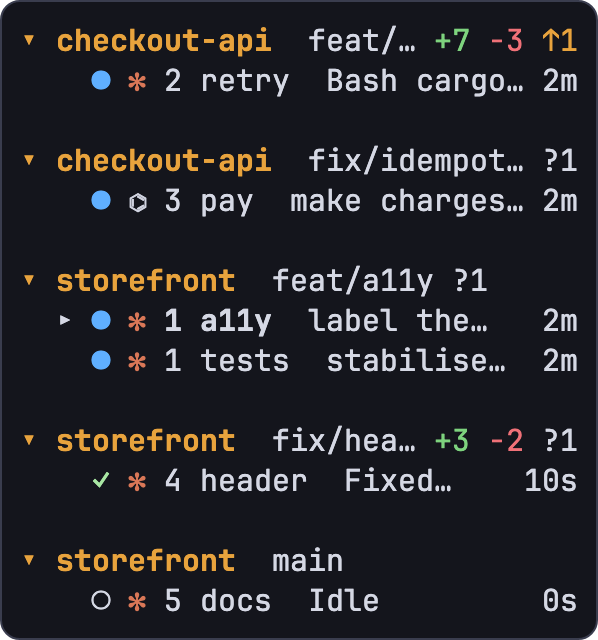 ▾ checkout-api feat/… +7 -3 ↑1
● ✻ 2 retry Bash cargo… 2m
▾ checkout-api fix/idempot… ?1
● ⌬ 3 pay make charges… 2m
▾ storefront feat/a11y ?1
▸ ● ✻ 1 a11y label the… 2m
● ✻ 1 tests stabilise… 2m
▾ storefront fix/hea… +3 -2 ?1
✓ ✻ 4 header Fixed… 10s
▾ storefront main
○ ✻ 5 docs Idle 0s